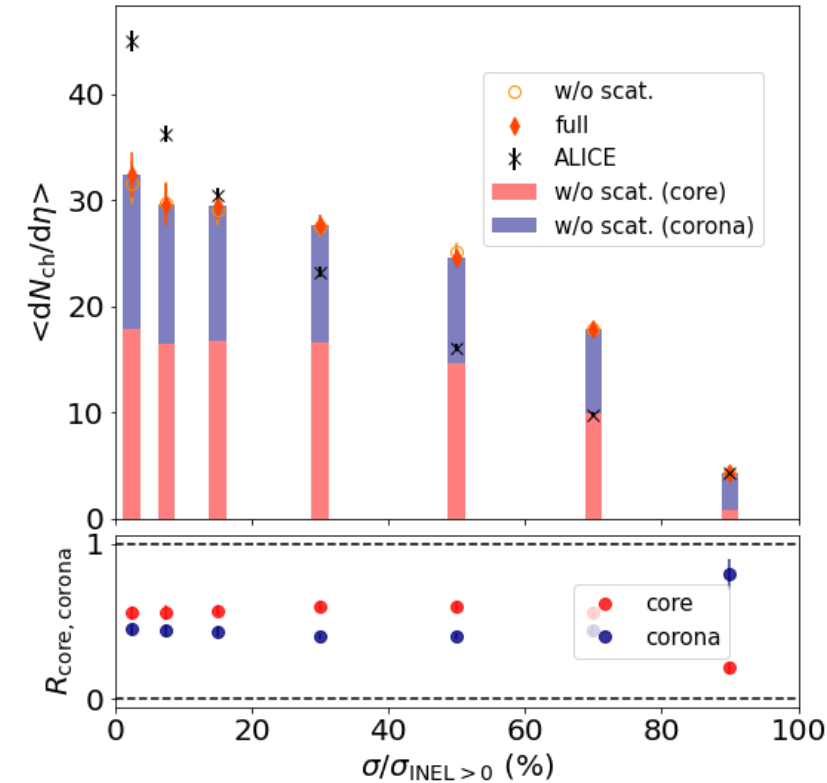 <dN_ch/dη>
40
30
20
10
0
w/o scat.
full
ALICE
w/o scat. (core)
w/o scat. (corona)
R_core, corona
1
0
core
corona
0 20 40 60 80 100
σ/σ_INEL > 0 (%)